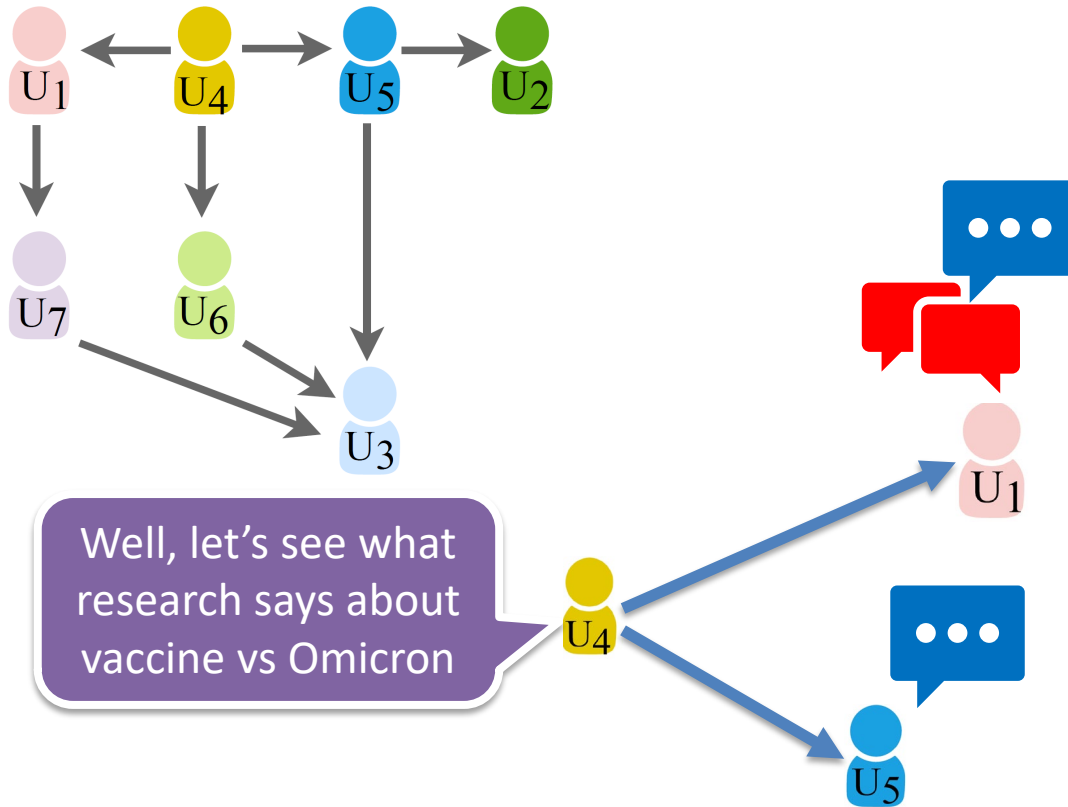 U1
U4
U5
U2
U7
U6
U3
Well, let’s see what
research says about
vaccine vs Omicron
U1
U4
U5